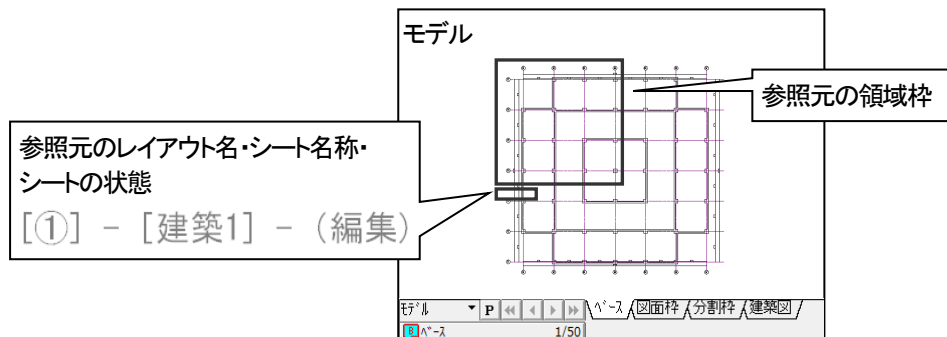 モデル
参照元の領域枠
参照元のレイアウト名・シート名称・
シートの状態
[①] － [建築1] － （編集）
ﾓﾃﾞﾙ P ﾍﾞｰｽ 図面枠 分割枠 建築図
B ﾍﾞｰｽ 1/50